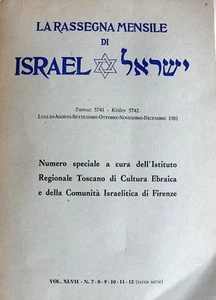 LA RASSEGNA MENSILE
DI
ISRAEL ישראל
Tamuz 5741 - Kislev 5742
LUGLIO-AGOSTO-SETTEMBRE-OTTOBRE-NOVEMBRE-DICEMBRE 1981
Numero speciale a cura dell'Istituto
Regionale Toscano di Cultura Ebraica
e della Comunità Israelitica di Firenze
VOL. XLVII - N. 7-8-9-10-11-12 (terza serie)